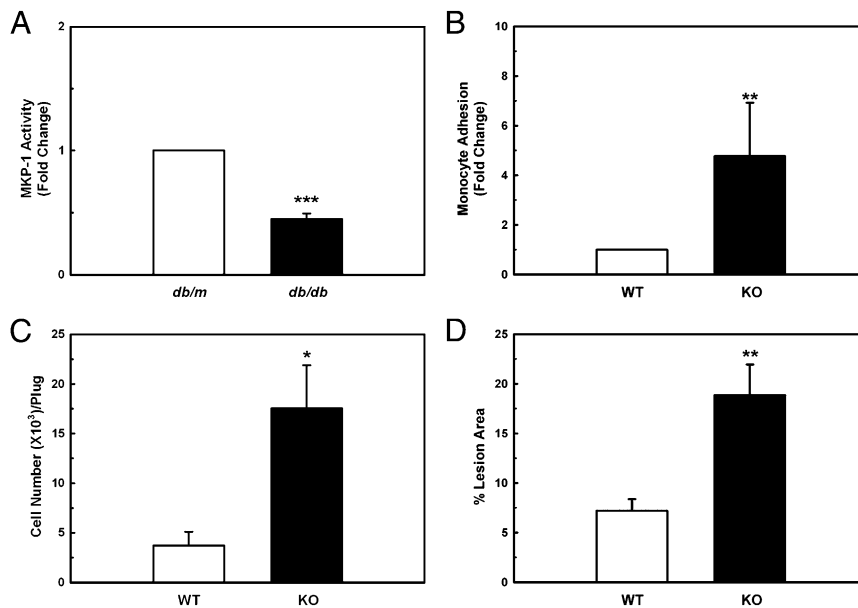 A
MKP-1 Activity
(Fold Change)
2
1
0
***
db/m
db/db
B
Monocyte Adhesion
(Fold Change)
10
8
6
4
2
0
**
WT
KO
C
Cell Number (X10³)/Plug
25
20
15
10
5
0
*
WT
KO
D
% Lesion Area
25
20
15
10
5
0
**
WT
KO